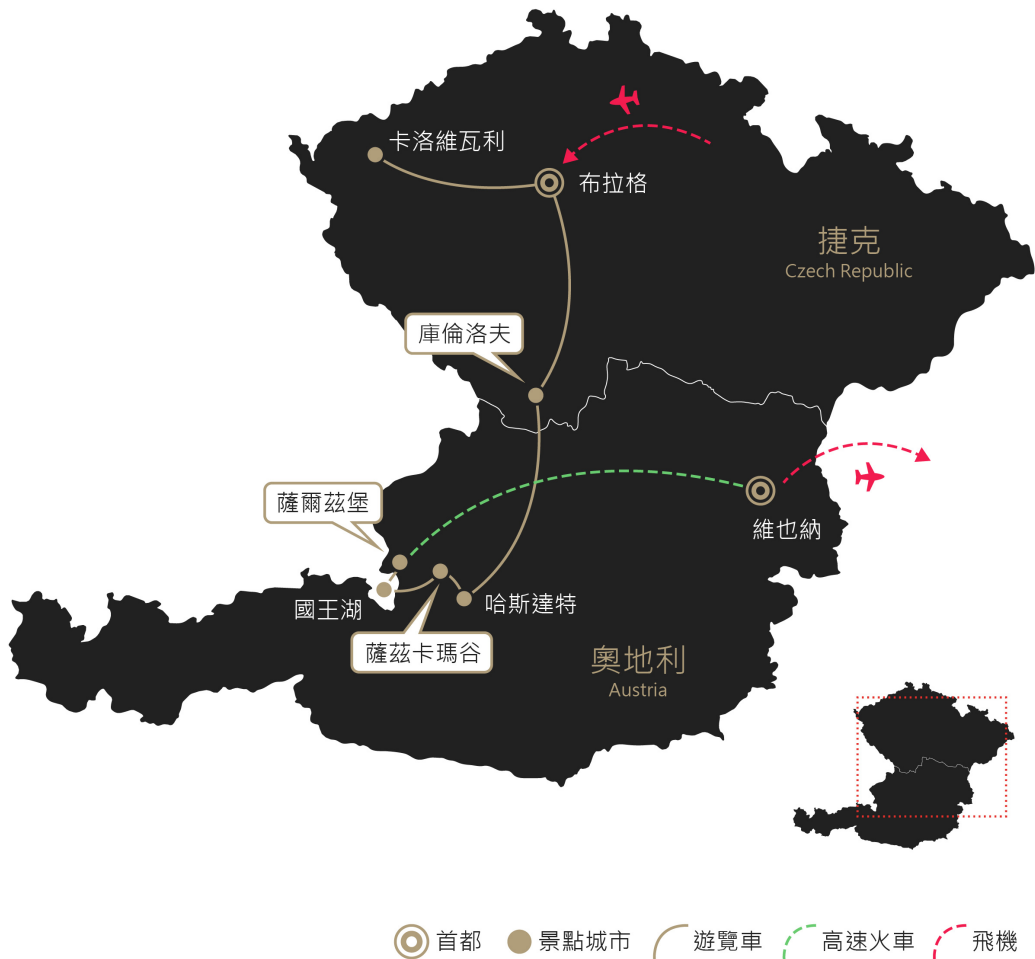 卡洛維瓦利
布拉格
捷克
Czech Republic
庫倫洛夫
薩爾茲堡
維也納
國王湖
哈斯達特
薩茲卡瑪谷
奧地利
Austria
首都
景點城市
遊覽車
高速火車
飛機